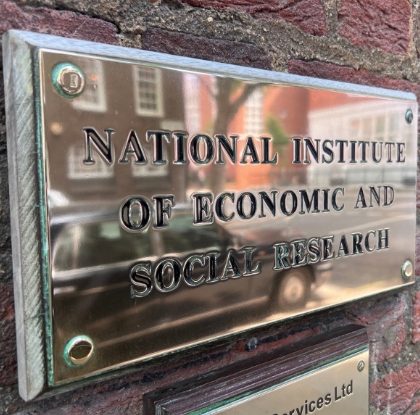 NATIONAL INSTITUTE
OF ECONOMIC AND
SOCIAL RESEARCH
Services Ltd